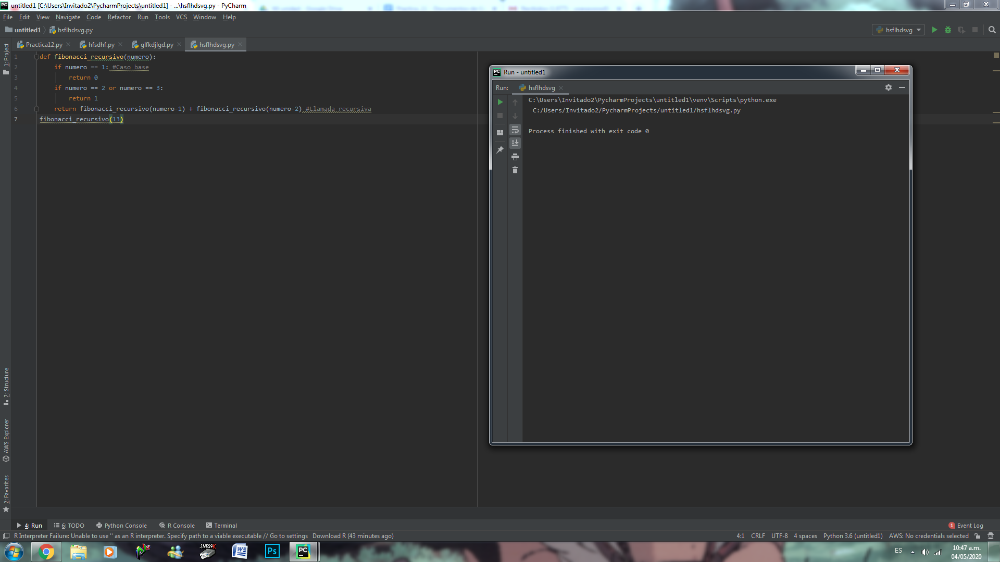 untitled1 [C:\Users\Invitado2\PycharmProjects\untitled1] - ...\hsflhdsvg.py - PyCharm
File Edit View Navigate Code Refactor Run Tools VCS Window Help
untitled1 hsflhdsvg.py
hsflhdsvg
Practica12.py hfsdhf.py glfkdjlgd.py hsflhdsvg.py
1: Project
1 def fibonacci_recursivo(numero):
2 if numero == 1: #Caso base
3 return 0
4 if numero == 2 or numero == 3:
5 return 1
6 return fibonacci_recursivo(numero-1) + fibonacci_recursivo(numero-2) #Llamada recursiva
7 fibonacci_recursivo(13)
Run - untitled1
Run: hsflhdsvg
C:\Users\Invitado2\PycharmProjects\untitled1\venv\Scripts\python.exe
C:/Users/Invitado2/PycharmProjects/untitled1/hsflhdsvg.py
Process finished with exit code 0
7: Structure
AWS Explorer
2: Favorites
4: Run 6: TODO Python Console R Console Terminal
1 Event Log
R Interpreter Failure: Unable to use '' as an R interpreter. Specify path to a viable executable // Go to settings Download R (43 minutes ago)
4:1 CRLF UTF-8 4 spaces Python 3.6 (untitled1) AWS: No credentials selected
SNES9X
W
Ps
PC
ES
10:47 a.m.
04/05/2020